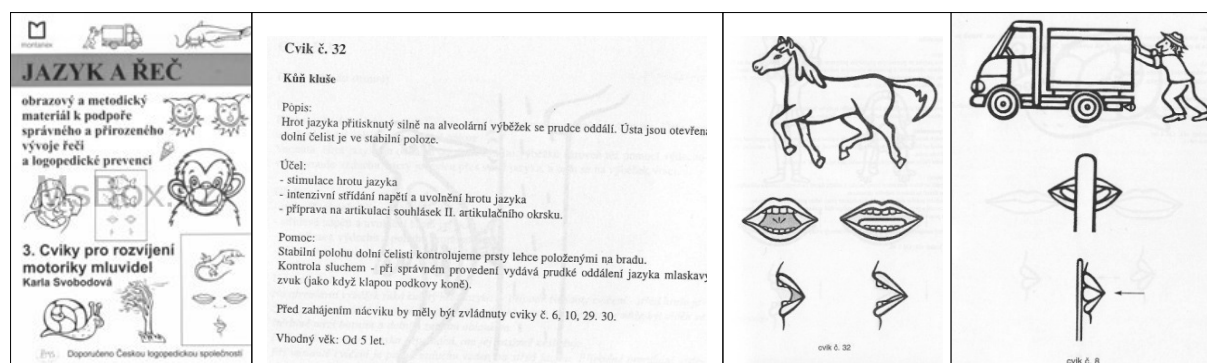 montanex
JAZYK A ŘEČ
obrazový a metodický
materiál k podpoře
správného a přirozeného
vývoje řeči
a logopedické prevenci
3. Cviky pro rozvíjení
motoriky mluvidel
Karla Svobodová
Doporučeno Českou logopedickou společností
Cvik č. 32
Kůň kluše
Popis:
Hrot jazyka přitisknutý silně na alveolární výběžek se prudce oddálí. Ústa jsou otevřena
dolní čelist je ve stabilní poloze.
Účel:
- stimulace hrotu jazyka
- intenzivní střídání napětí a uvolnění hrotu jazyka
- příprava na artikulaci souhlásek II. artikulačního okrsku.
Pomoc:
Stabilní polohu dolní čelisti kontrolujeme prsty lehce položenými na bradu.
Kontrola sluchem - při správném provedení vydává prudké oddálení jazyka mlaskavý
zvuk (jako když klapou podkovy koně).
Před zahájením nácviku by měly být zvládnuty cviky č. 6, 10, 29. 30.
Vhodný věk: Od 5 let.
cvik č. 32
cvik č. 8